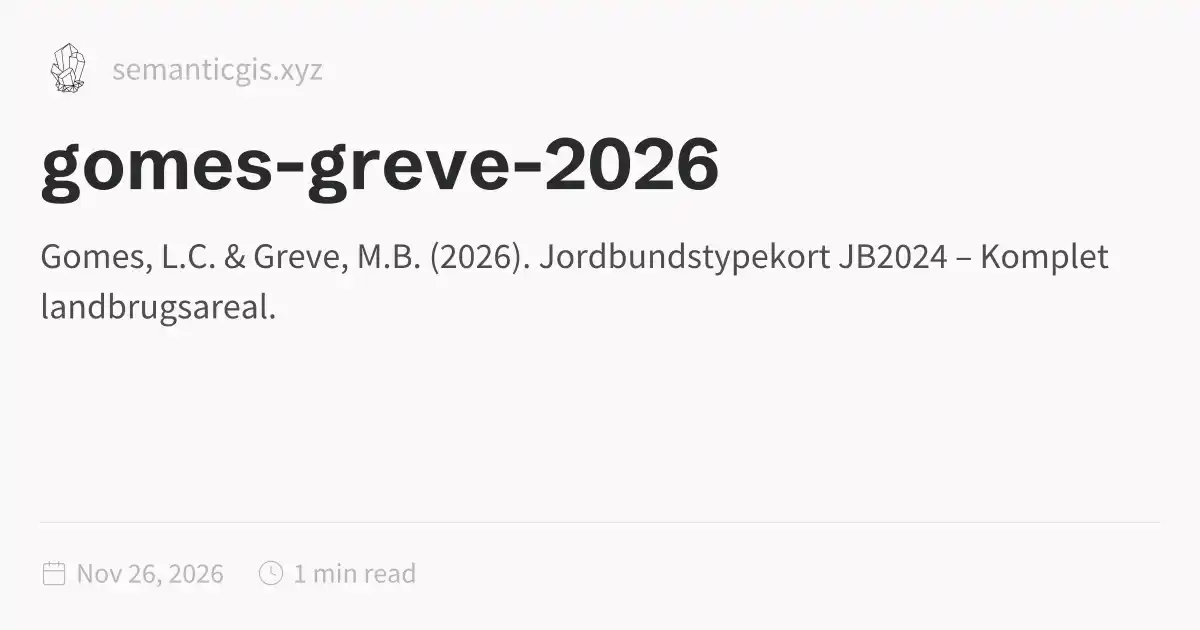 semanticgis.xyz
gomes-greve-2026
Gomes, L.C. & Greve, M.B. (2026). Jordbundstypekort JB2024 – Komplet
landbrugsareal.
Nov 26, 2026 1 min read